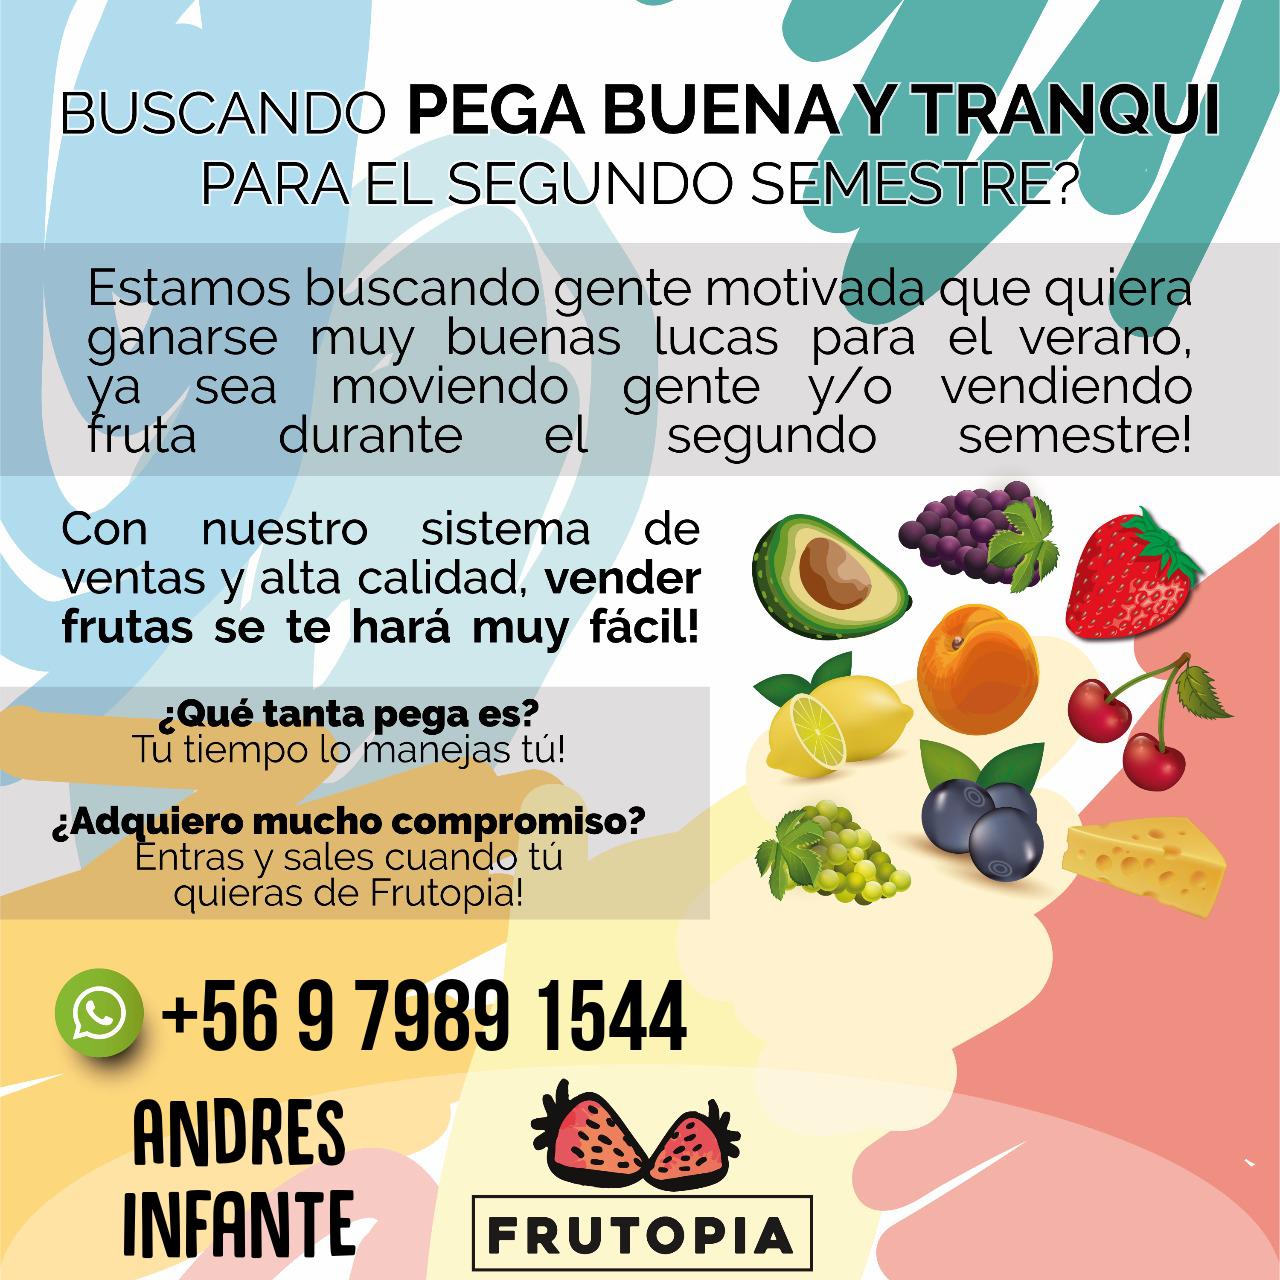 BUSCANDO PEGA BUENA Y TRANQUI
PARA EL SEGUNDO SEMESTRE?
Estamos buscando gente motivada que quiera
ganarse muy buenas lucas para el verano,
ya sea moviendo gente y/o vendiendo
fruta durante el segundo semestre!
Con nuestro sistema de
ventas y alta calidad, vender
frutas se te hará muy fácil!
¿Qué tanta pega es?
Tu tiempo lo manejas tú!
¿Adquiero mucho compromiso?
Entras y sales cuando tú
quieras de Frutopia!
+56 9 7989 1544
ANDRES
INFANTE
FRUTOPIA